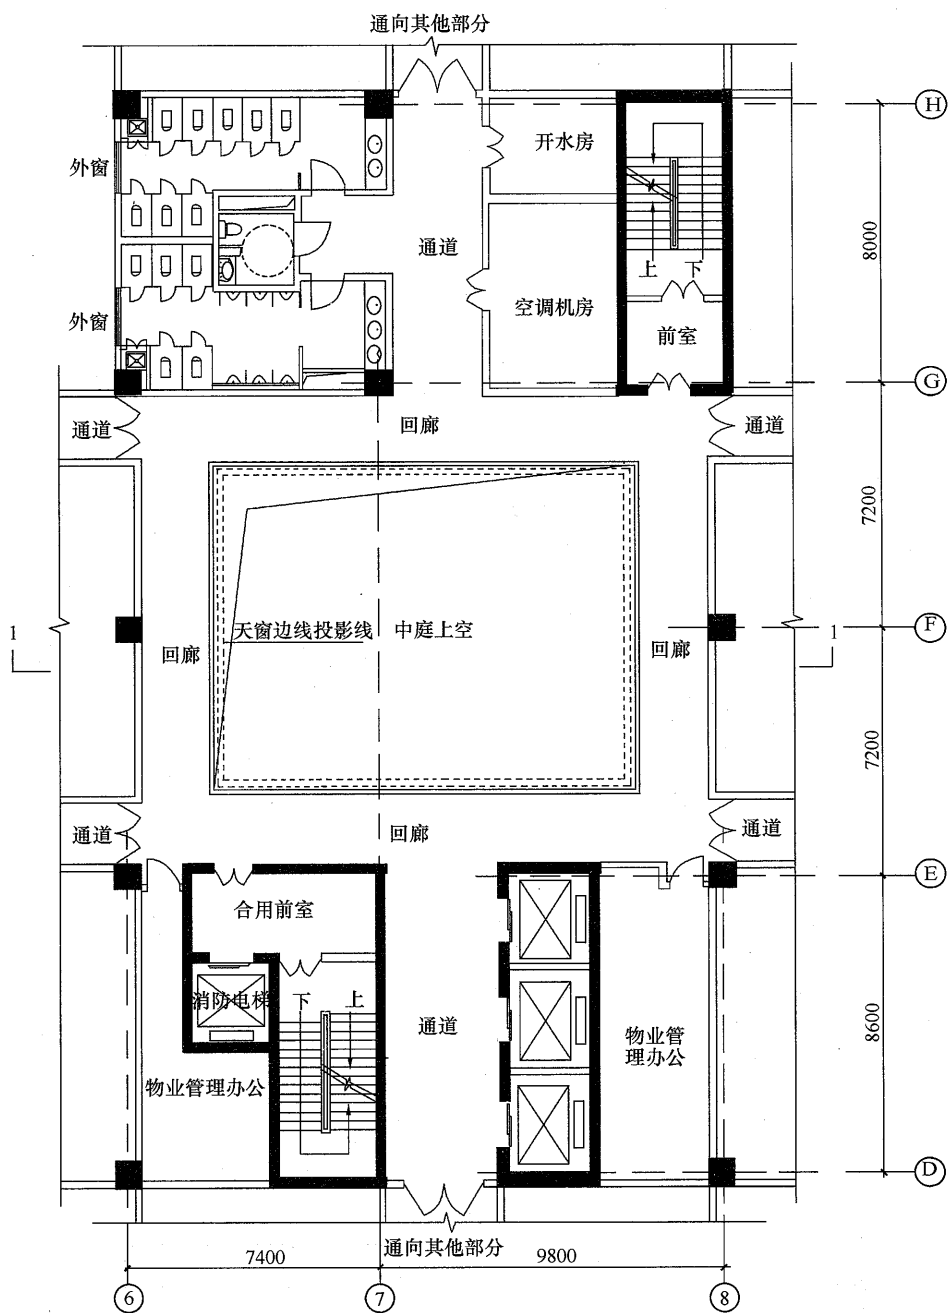 通向其他部分
H
外窗
开水房
8000
通道
上 下
外窗
空调机房
前室
G
通道
回廊
通道
7200
1
天窗边线投影线 中庭上空
F
1
回廊
回廊
7200
通道
回廊
通道
E
合用前室
消防电梯
下 上
通道
物业管
理办公
8600
物业管理办公
D
通向其他部分
7400
9800
6
7
8